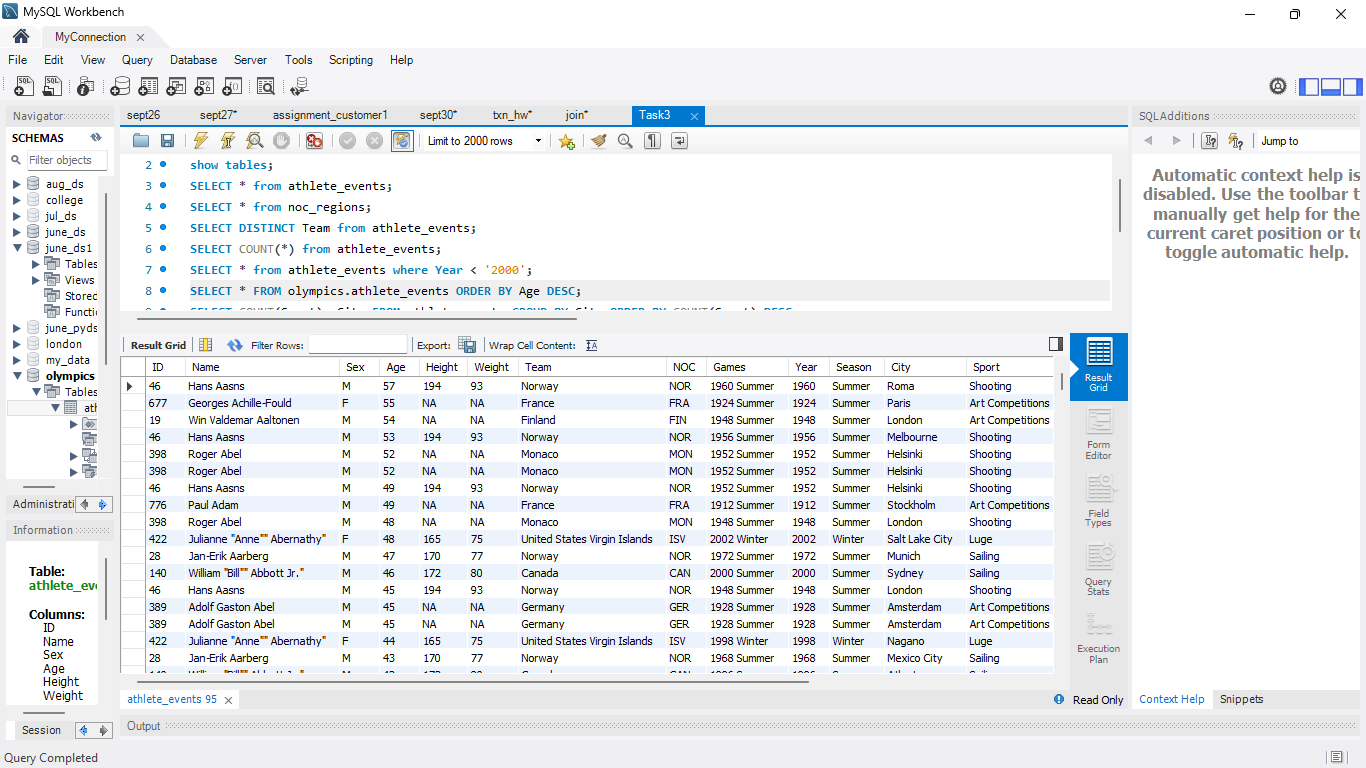 MySQL Workbench
MyConnection
File Edit View Query Database Server Tools Scripting Help
Navigator
SCHEMAS
Filter objects
aug_ds
college
jul_ds
june_ds
june_ds1
Tables
Views
Stored
Functi
june_pyds
london
my_data
olympics
Tables
ath
Administrati
Information
Table:
athlete_eve
Columns:
ID
Name
Sex
Age
Height
Weight
Session
sept26 sept27* assignment_customer1 sept30* txn_hw* join* Task3
Limit to 2000 rows
2 show tables;
3 SELECT * from athlete_events;
4 SELECT * from noc_regions;
5 SELECT DISTINCT Team from athlete_events;
6 SELECT COUNT(*) from athlete_events;
7 SELECT * from athlete_events where Year < '2000';
8 SELECT * FROM olympics.athlete_events ORDER BY Age DESC;
Result Grid Filter Rows: Export: Wrap Cell Content:
ID Name Sex Age Height Weight Team NOC Games Year Season City Sport
46 Hans Aasns M 57 194 93 Norway NOR 1960 Summer 1960 Summer Roma Shooting
677 Georges Achille-Fould F 55 NA NA France FRA 1924 Summer 1924 Summer Paris Art Competitions
19 Win Valdemar Aaltonen M 54 NA NA Finland FIN 1948 Summer 1948 Summer London Art Competitions
46 Hans Aasns M 53 194 93 Norway NOR 1956 Summer 1956 Summer Melbourne Shooting
398 Roger Abel M 52 NA NA Monaco MON 1952 Summer 1952 Summer Helsinki Shooting
398 Roger Abel M 52 NA NA Monaco MON 1952 Summer 1952 Summer Helsinki Shooting
46 Hans Aasns M 49 194 93 Norway NOR 1952 Summer 1952 Summer Helsinki Shooting
776 Paul Adam M 49 NA NA France FRA 1912 Summer 1912 Summer Stockholm Art Competitions
398 Roger Abel M 48 NA NA Monaco MON 1948 Summer 1948 Summer London Shooting
422 Julianne "Anne"" Abernathy" F 48 165 75 United States Virgin Islands ISV 2002 Winter 2002 Winter Salt Lake City Luge
28 Jan-Erik Aarberg M 47 170 77 Norway NOR 1972 Summer 1972 Summer Munich Sailing
140 William "Bill"" Abbott Jr." M 46 172 80 Canada CAN 2000 Summer 2000 Summer Sydney Sailing
46 Hans Aasns M 45 194 93 Norway NOR 1948 Summer 1948 Summer London Shooting
389 Adolf Gaston Abel M 45 NA NA Germany GER 1928 Summer 1928 Summer Amsterdam Art Competitions
389 Adolf Gaston Abel M 45 NA NA Germany GER 1928 Summer 1928 Summer Amsterdam Art Competitions
422 Julianne "Anne"" Abernathy" F 44 165 75 United States Virgin Islands ISV 1998 Winter 1998 Winter Nagano Luge
28 Jan-Erik Aarberg M 43 170 77 Norway NOR 1968 Summer 1968 Summer Mexico City Sailing
Result
Grid
Form
Editor
Field
Types
Query
Stats
Execution
Plan
athlete_events 95
Read Only
Output
SQLAdditions
Jump to
Automatic context help is
disabled. Use the toolbar t
manually get help for the
current caret position or to
toggle automatic help.
Context Help Snippets
Query Completed